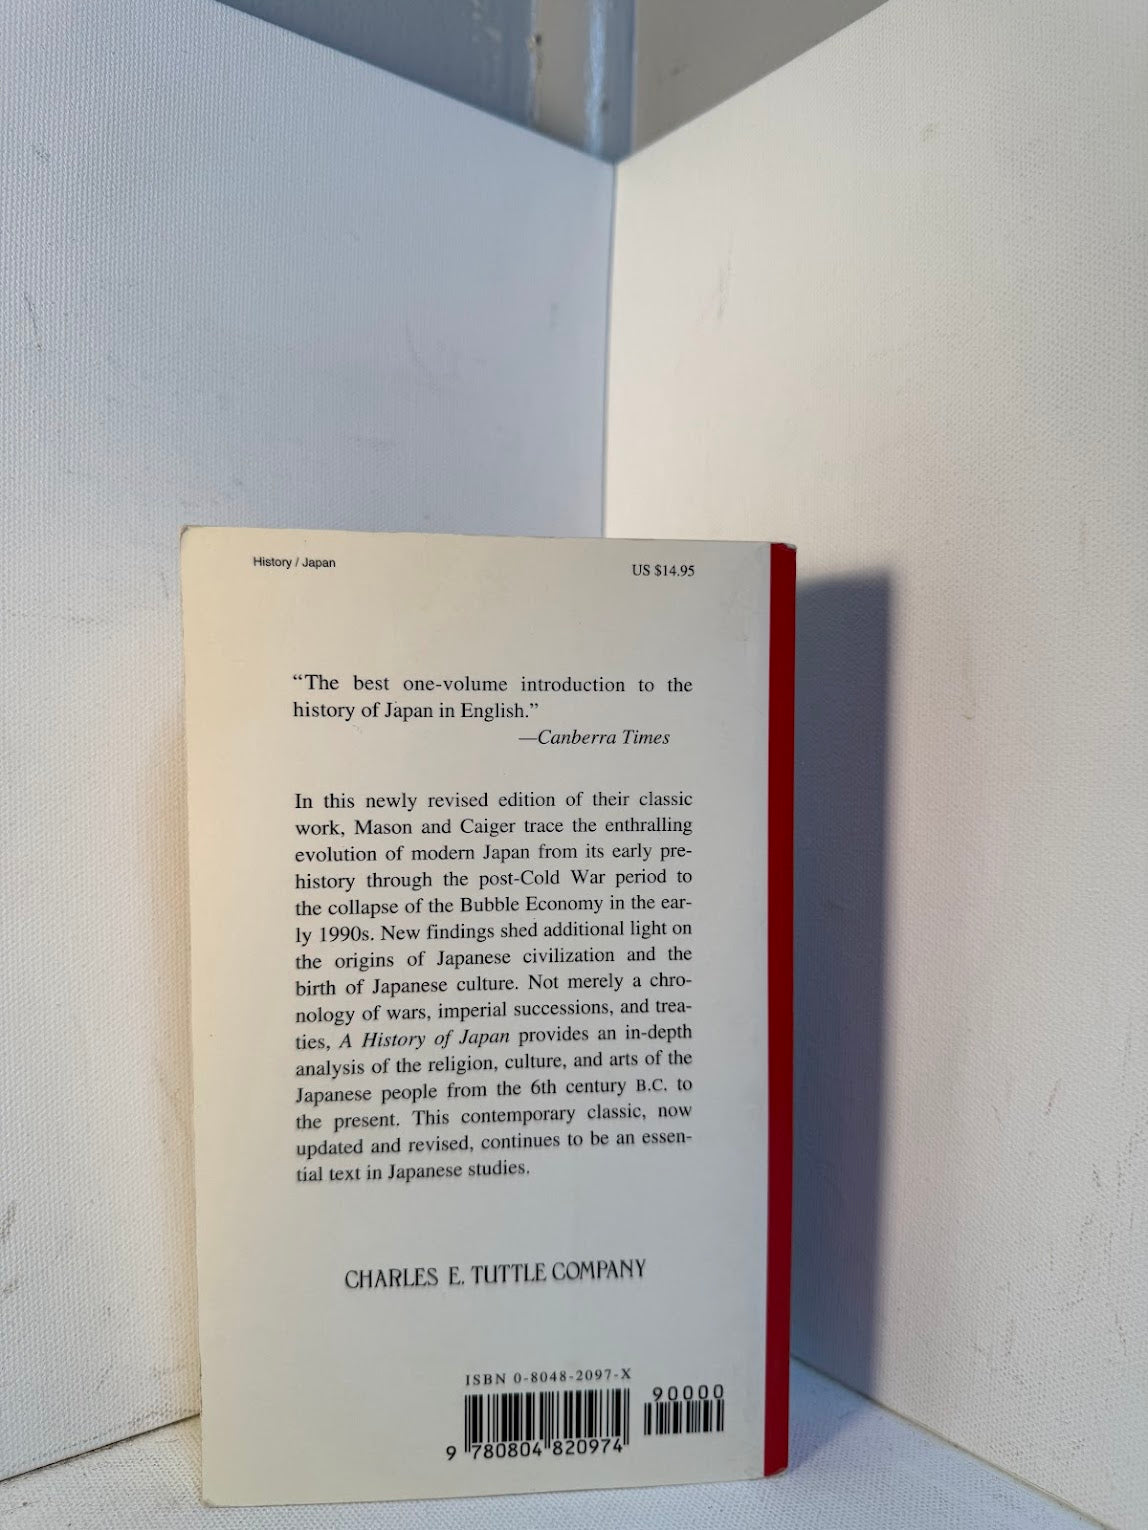 History / Japan
US $14.95
“The best one-volume introduction to the
history of Japan in English.”
—Canberra Times
In this newly revised edition of their classic
work, Mason and Caiger trace the enthralling
evolution of modern Japan from its early pre-
history through the post-Cold War period to
the collapse of the Bubble Economy in the ear-
ly 1990s. New findings shed additional light on
the origins of Japanese civilization and the
birth of Japanese culture. Not merely a chro-
nology of wars, imperial successions, and trea-
ties, A History of Japan provides an in-depth
analysis of the religion, culture, and arts of the
Japanese people from the 6th century B.C. to
the present. This contemporary classic, now
updated and revised, continues to be an essen-
tial text in Japanese studies.
CHARLES E. TUTTLE COMPANY
ISBN 0-8048-2097-X
90000
9 780804 820974